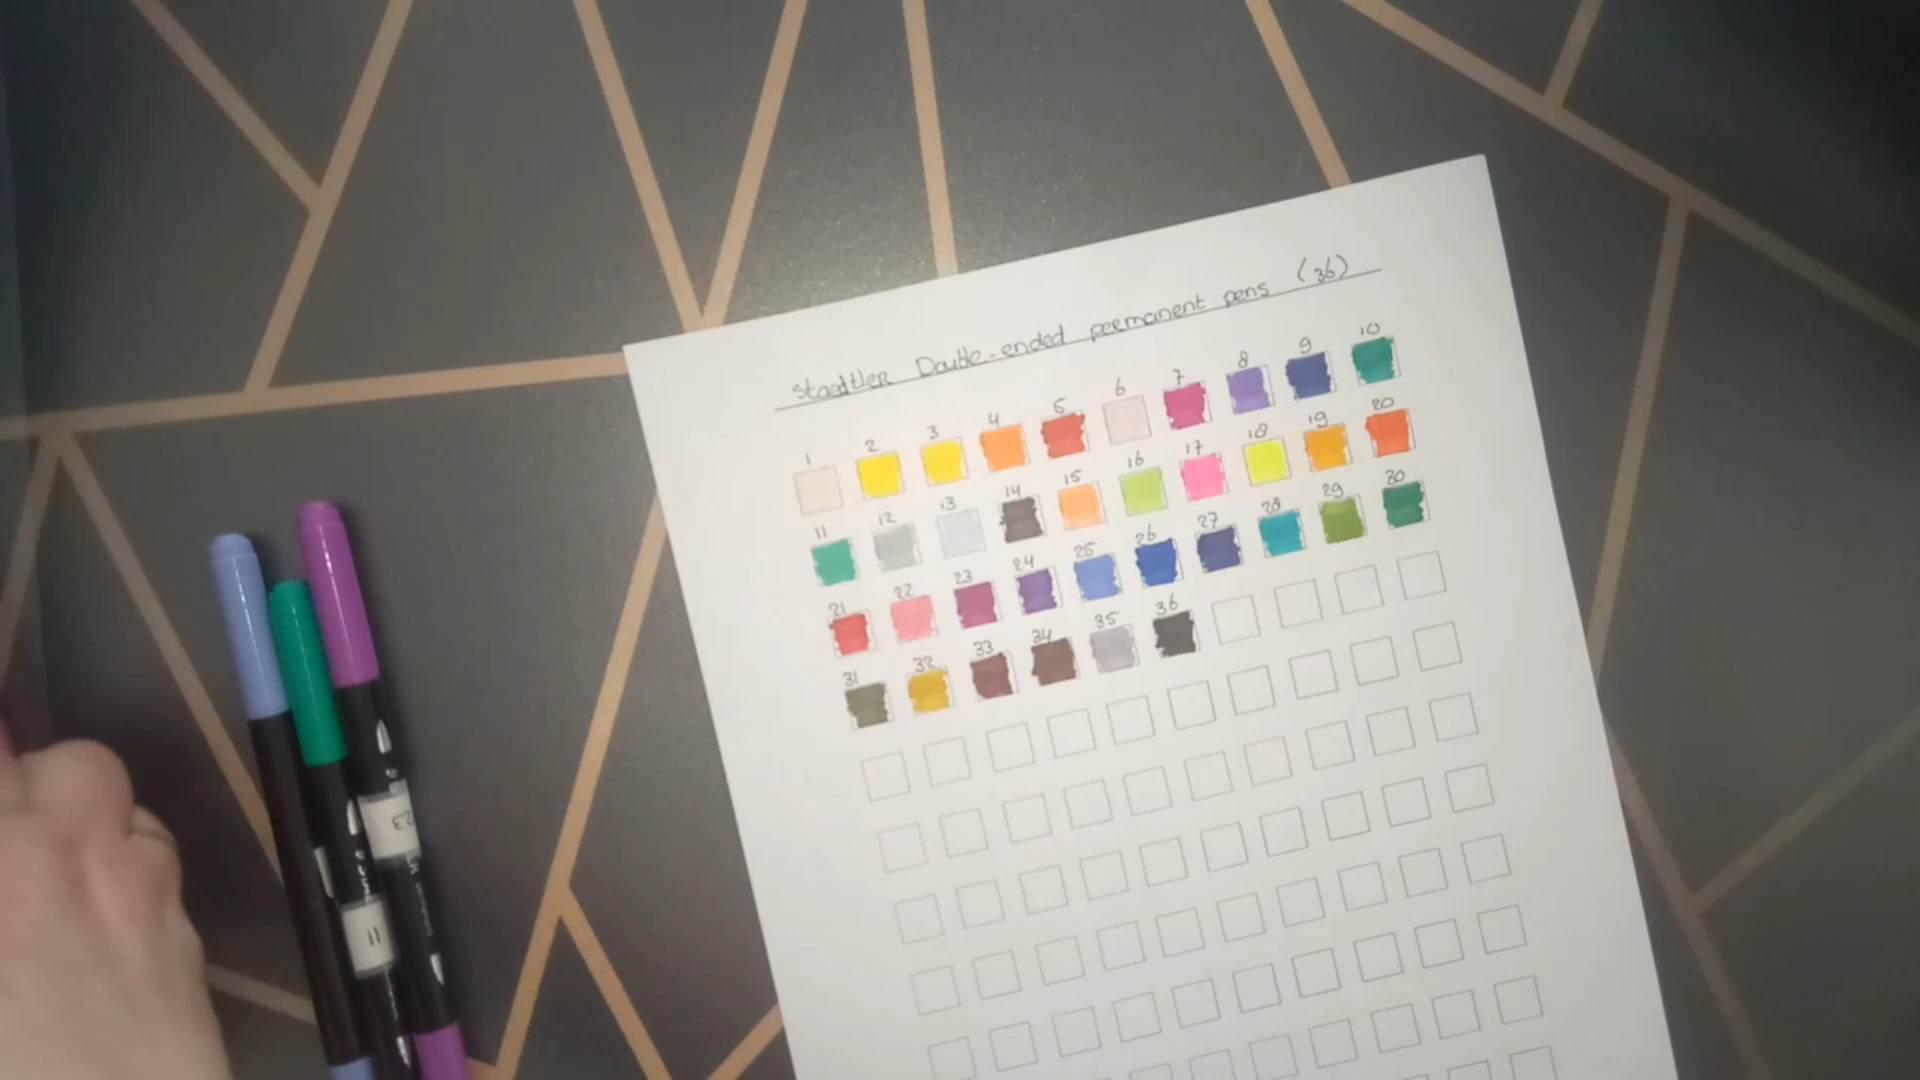 Staedtler Double-ended permanent pens (36)
1 2 3 4 5 6 7 8 9 10
11 12 13 14 15 16 17 18 19 20
21 22 23 24 25 26 27 28 29 30
31 32 33 34 35 36
23
11